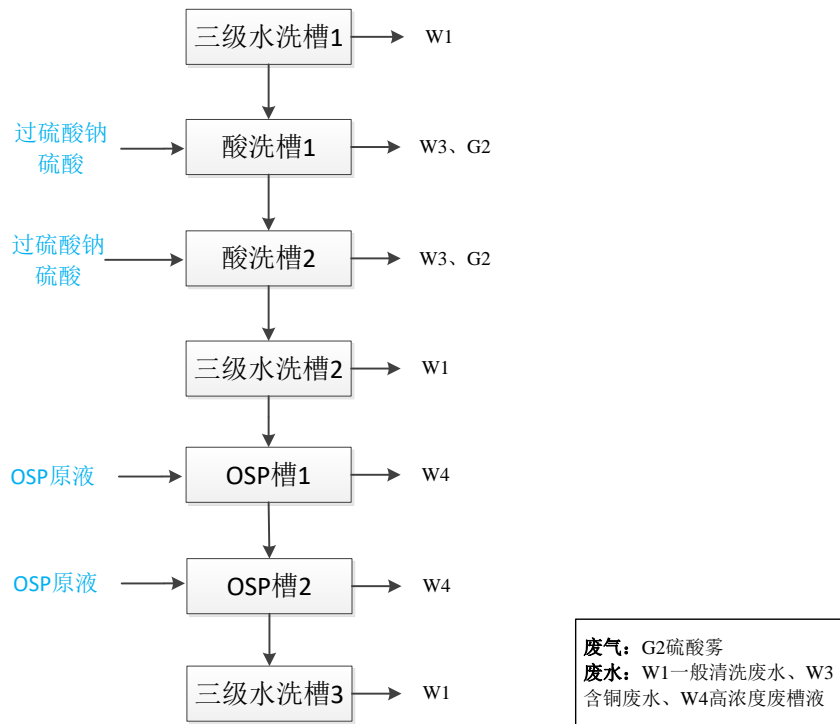 三级水洗槽1
W1
过硫酸钠
硫酸
酸洗槽1
W3、G2
过硫酸钠
硫酸
酸洗槽2
W3、G2
三级水洗槽2
W1
OSP原液
OSP槽1
W4
OSP原液
OSP槽2
W4
三级水洗槽3
W1
废气：G2硫酸雾
废水：W1一般清洗废水、W3
含铜废水、W4高浓度废槽液